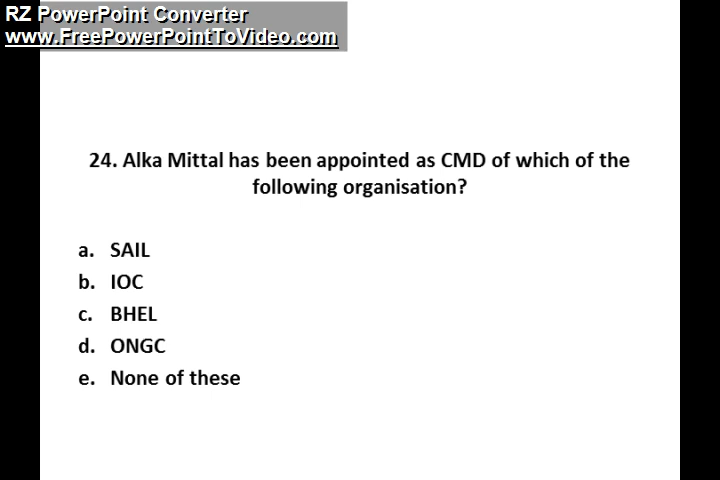 RZ PowerPoint Converter
www.FreePowerPointToVideo.com
24. Alka Mittal has been appointed as CMD of which of the
following organisation?
a. SAIL
b. IOC
c. BHEL
d. ONGC
e. None of these